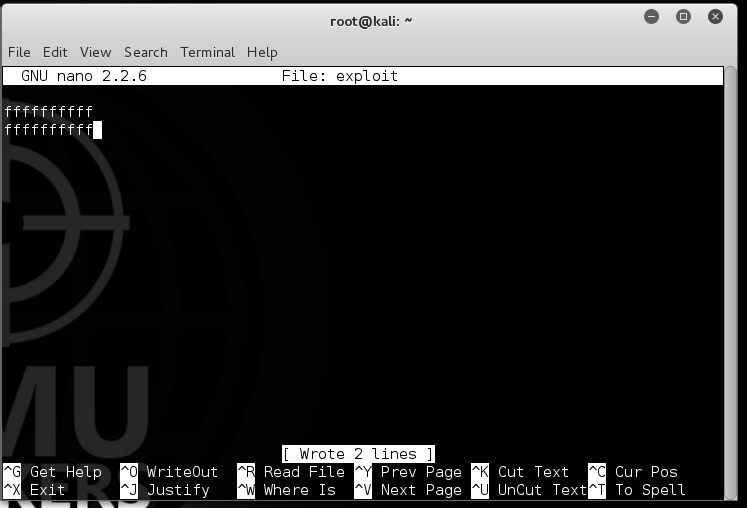 root@kali: ~
File Edit View Search Terminal Help
GNU nano 2.2.6 File: exploit
ffffffffff
ffffffffff
[ Wrote 2 lines ]
^G Get Help ^O WriteOut ^R Read File ^Y Prev Page ^K Cut Text ^C Cur Pos
^X Exit ^J Justify ^W Where Is ^V Next Page ^U UnCut Text^T To Spell
MU
KERS